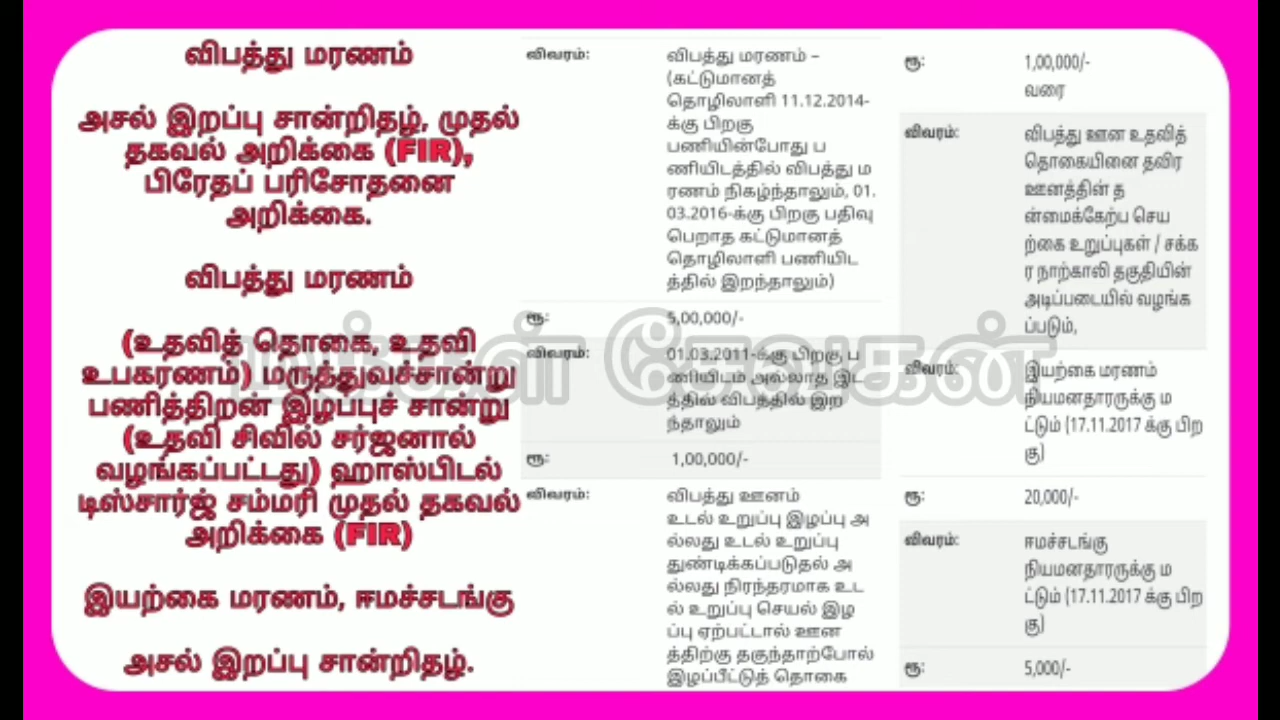 விபத்து மரணம்
அசல் இறப்பு சான்றிதழ், முதல்
தகவல் அறிக்கை (FIR),
பிரேதப் பரிசோதனை
அறிக்கை.
விபத்து மரணம்
(உதவித் தொகை, உதவி
உபகரணம்) மருத்துவச்சான்று
பணித்திறன் இழப்புச் சான்று
(உதவி சிவில் சர்ஜனால்
வழங்கப்பட்டது) ஹாஸ்பிடல்
டிஸ்சார்ஜ் சம்மரி முதல் தகவல்
அறிக்கை (FIR)
இயற்கை மரணம், ஈமச்சடங்கு
அசல் இறப்பு சான்றிதழ்.
விவரம்:
விபத்து மரணம் –
(கட்டுமானத்
தொழிலாளி 11.12.2014-
க்கு பிறகு
பணியின்போது ப
ணியிடத்தில் விபத்து ம
ரணம் நிகழ்ந்தாலும், 01.
03.2016-க்கு பிறகு பதிவு
பெறாத கட்டுமானத்
தொழிலாளி பணியிட
த்தில் இறந்தாலும்)
ரூ:
5,00,000/-
விவரம்:
01.03.2011-க்கு பிறகு ப
ணியிடம் அல்லாத இட
த்தில் விபத்தில் இற
ந்தாலும்
ரூ:
1,00,000/-
விவரம்:
விபத்து ஊனம்
உடல் உறுப்பு இழப்பு அ
ல்லது உடல் உறுப்பு
துண்டிக்கப்படுதல் அ
ல்லது நிரந்தரமாக உட
ல் உறுப்பு செயல் இழ
ப்பு ஏற்பட்டால் ஊன
த்திற்கு தகுந்தாற்போல்
இழப்பீட்டுத் தொகை
ரூ:
1,00,000/-
வரை
விவரம்:
விபத்து ஊன உதவித்
தொகையினை தவிர
ஊனத்தின் த
ன்மைக்கேற்ப செய
ற்கை உறுப்புகள் / சக்க
ர நாற்காலி தகுதியின்
அடிப்படையில் வழங்க
ப்படும்,
விவரம்:
இயற்கை மரணம்
நியமனதாரருக்கு ம
ட்டும் (17.11.2017 க்கு பிற
கு)
ரூ:
20,000/-
விவரம்:
ஈமச்சடங்கு
நியமனதாரருக்கு ம
ட்டும் (17.11.2017 க்கு பிற
கு)
ரூ:
5,000/-
மக்கள் சேவகன்